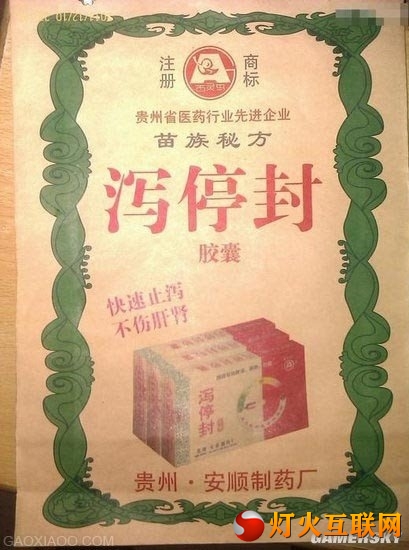 注册
商标
贵州省医药行业先进企业
苗族秘方
泻停封
胶囊
快速止泻
不伤肝肾
泻停封
贵州·安顺制药厂
灯火互联网
GAOXIAOO.COM
GAMERSKY